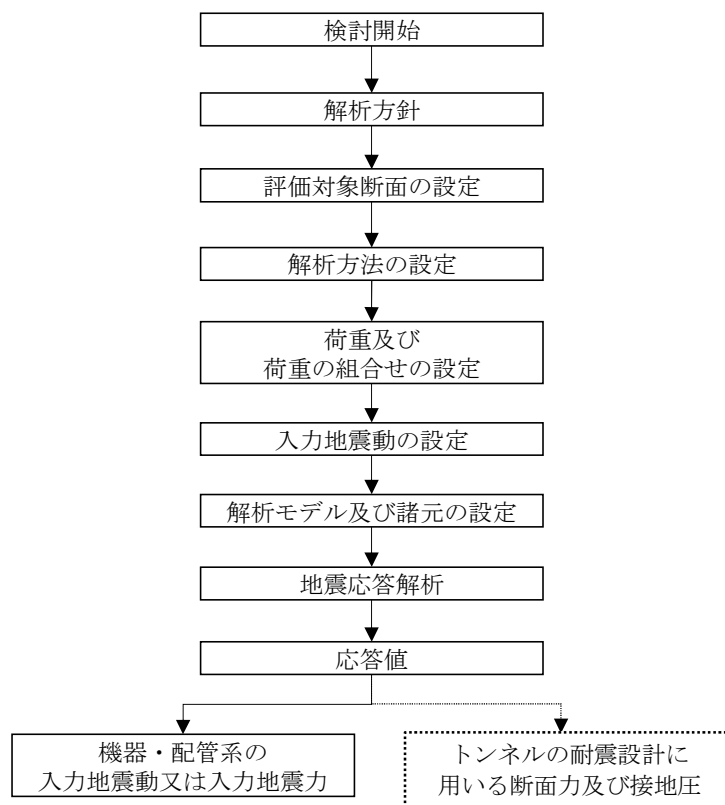 検討開始
解析方針
評価対象断面の設定
解析方法の設定
荷重及び
荷重の組合せの設定
入力地震動の設定
解析モデル及び諸元の設定
地震応答解析
応答値
機器・配管系の
入力地震動又は入力地震力
トンネルの耐震設計に
用いる断面力及び接地圧